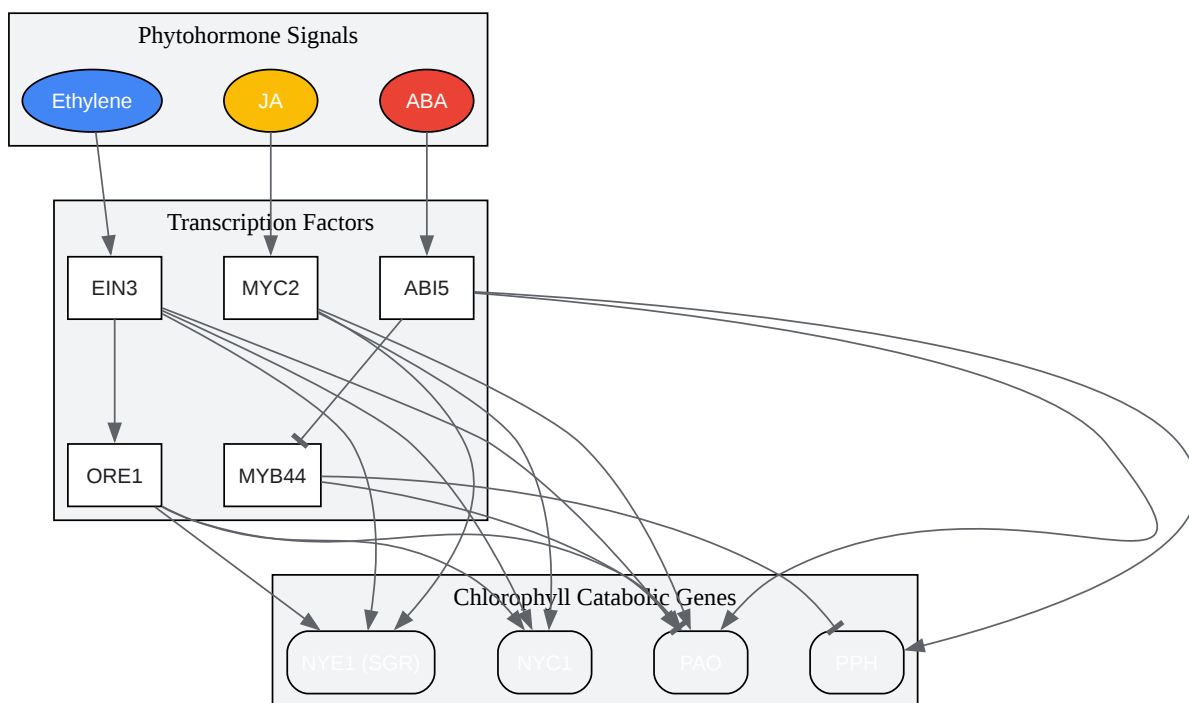 Phytohormone Signals
Ethylene
JA
ABA
Transcription Factors
EIN3
MYC2
ABI5
ORE1
MYB44
Chlorophyll Catabolic Genes
NYE1 (SGR)
NYC1
PAO
PPH